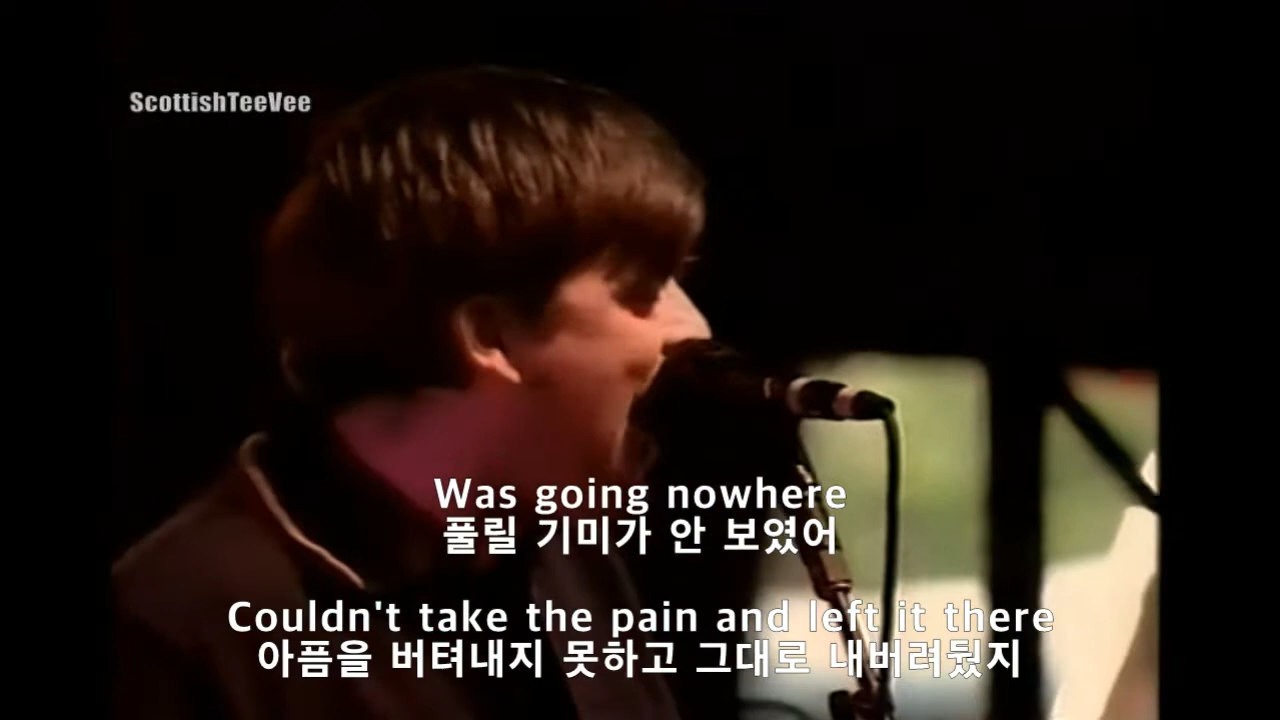 ScottishTeeVee
Was going nowhere
풀릴 기미가 안 보였어
Couldn't take the pain and left it there
아픔을 버텨내지 못하고 그대로 내버려뒀지